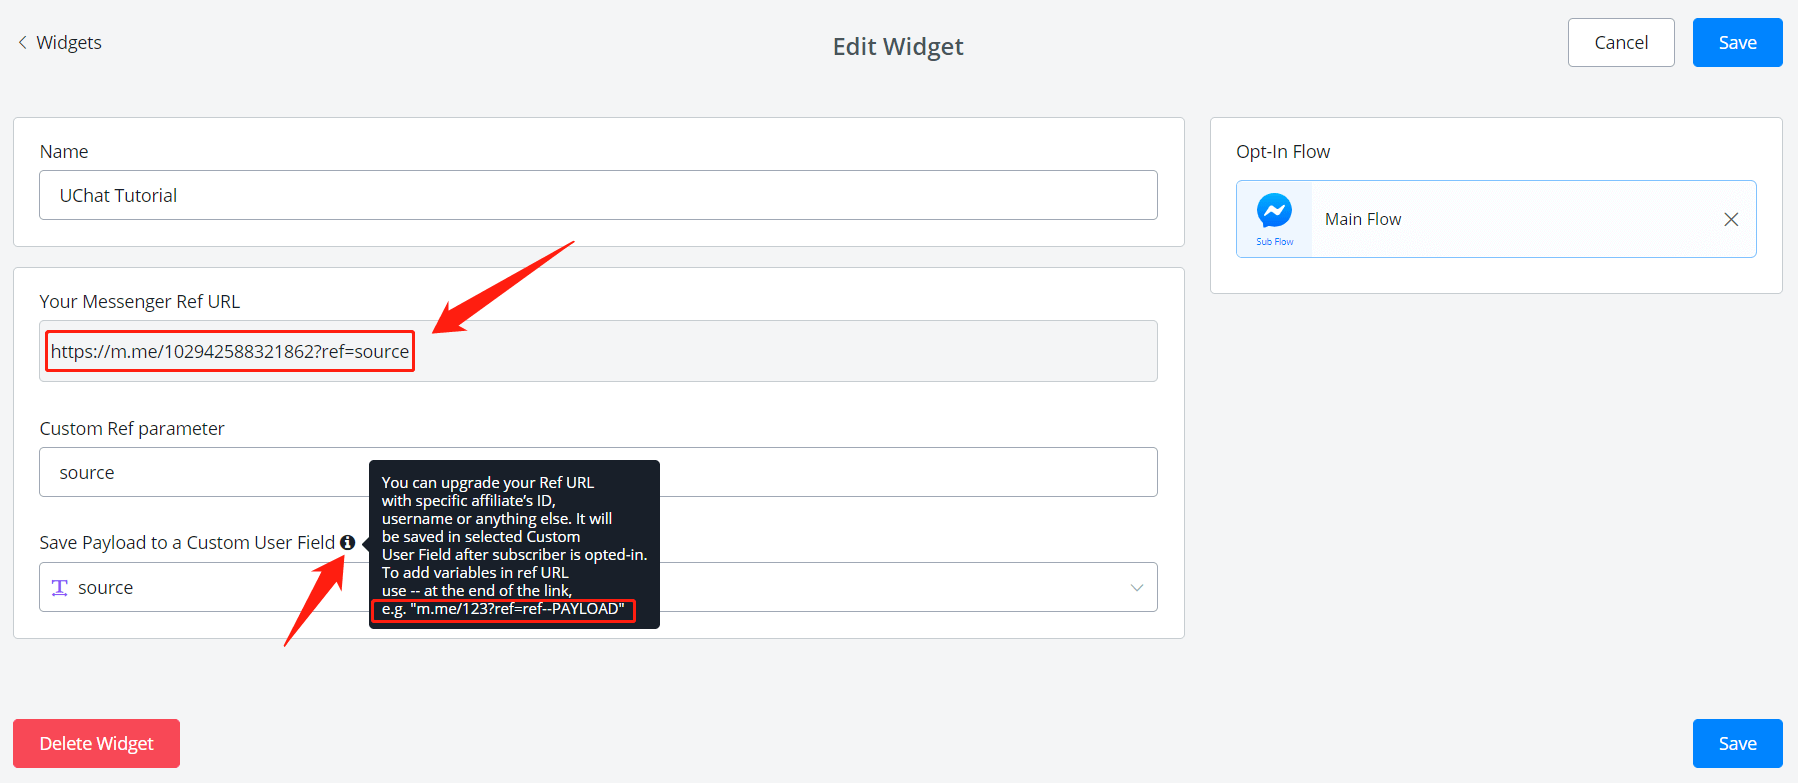 Widgets
Edit Widget
Cancel
Save
Name
UChat Tutorial
Opt-In Flow
Sub Flow
Main Flow
Your Messenger Ref URL
https://m.me/102942588321862?ref=source
Custom Ref parameter
source
Save Payload to a Custom User Field
source
You can upgrade your Ref URL
with specific affiliate’s ID,
username or anything else. It will
be saved in selected Custom
User Field after subscriber is opted-in.
To add variables in ref URL
use -- at the end of the link,
e.g. "m.me/123?ref=ref--PAYLOAD"
Delete Widget
Save